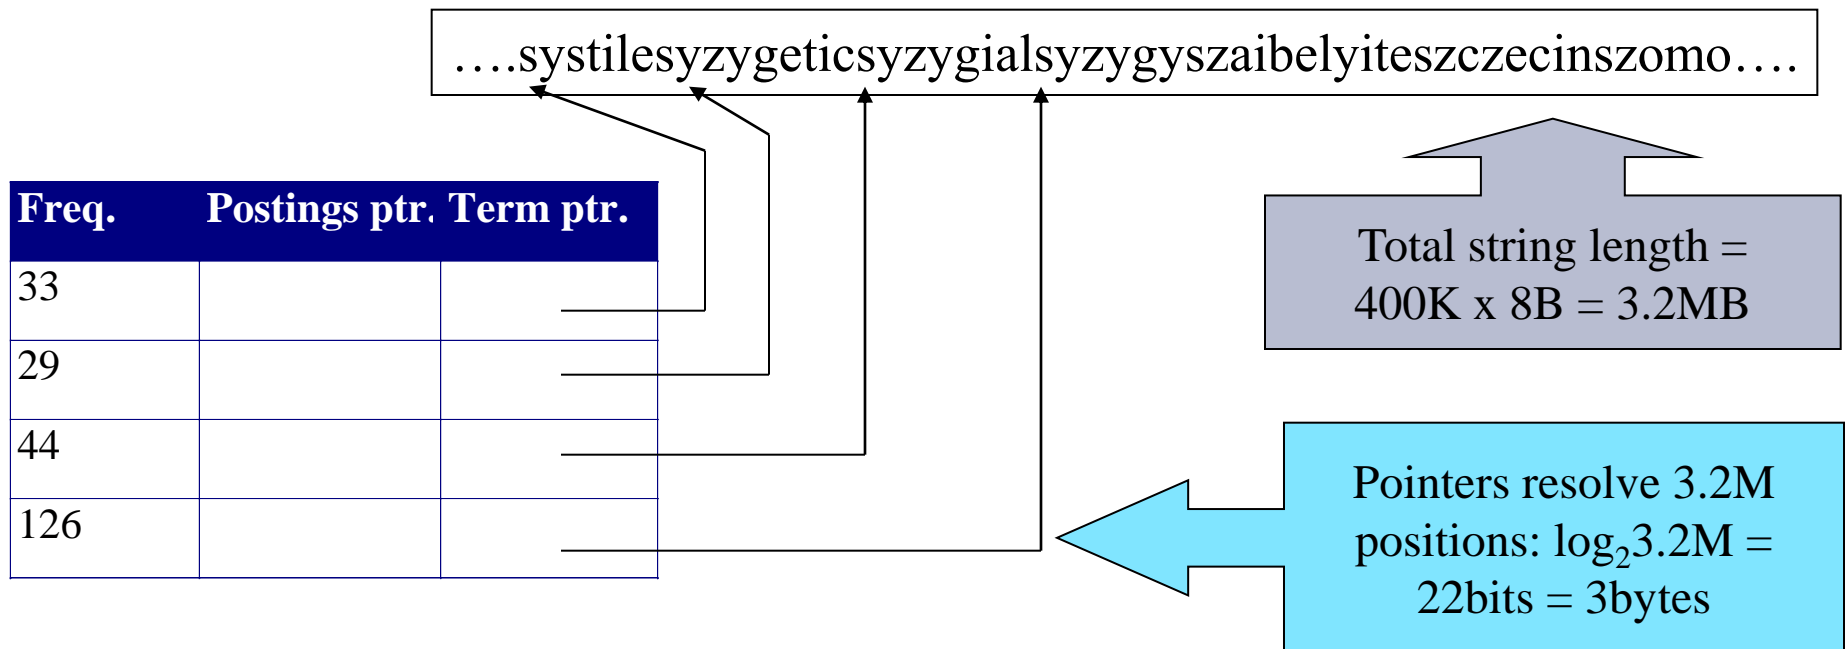 ….systilesyzygeticsyzygialsyzygyszaibelyiteszczecinszomo….
Freq. Postings ptr. Term ptr.
33
29
44
126
Total string length =
400K x 8B = 3.2MB
Pointers resolve 3.2M
positions: log₂3.2M =
22bits = 3bytes